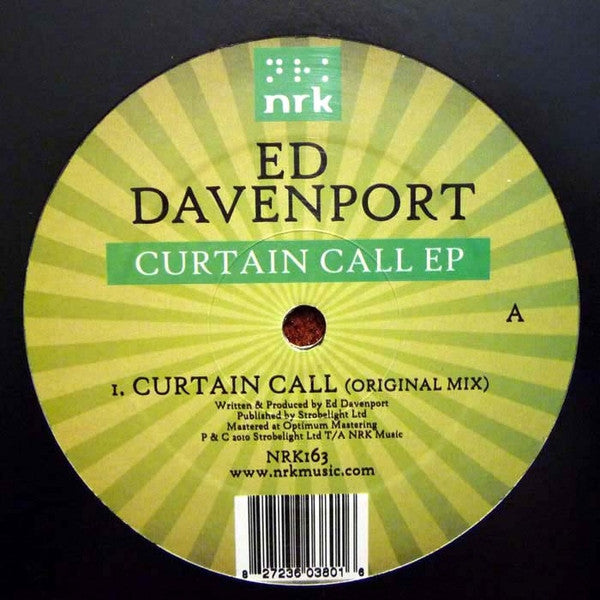 nrk
ED
DAVENPORT
CURTAIN CALL EP
A
1. CURTAIN CALL (ORIGINAL MIX)
Written & Produced by Ed Davenport
Published by Strobelight Ltd
Mastered at Optimum Mastering
P & C 2010 Strobelight Ltd T/A NRK Music
NRK163
www.nrkmusic.com
8 27236 03801 6